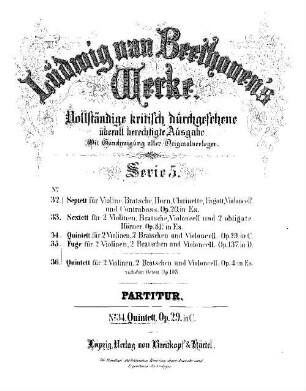 Ludwig van Beethoven's
Werke.
Vollständige kritisch durchgesehene
überall berechtigte Ausgabe.
Mit Genehmigung aller Originalverleger.
Serie 5.
Nº
32. Septett für Violine, Bratsche, Horn, Clarinette, Fagott, Violoncell
und Contrabass. Op. 20. in Es.
33. Sextett für 2 Violinen, Bratsche, Violoncell und 2 obligate
Hörner. Op. 81ᵇ in Es.
34. Quintett für 2 Violinen, 2 Bratschen und Violoncell. Op. 29. in C.
35. Fuge für 2 Violinen, 2 Bratschen und Violoncell. Op. 137. in D.
36. Quintett für 2 Violinen, 2 Bratschen und Violoncell. Op. 4 in Es.
nach dem Octett Op. 103.
PARTITUR.
Nº 34. Quintett, Op. 29. in C.
Leipzig, Verlag von Breitkopf & Härtel.